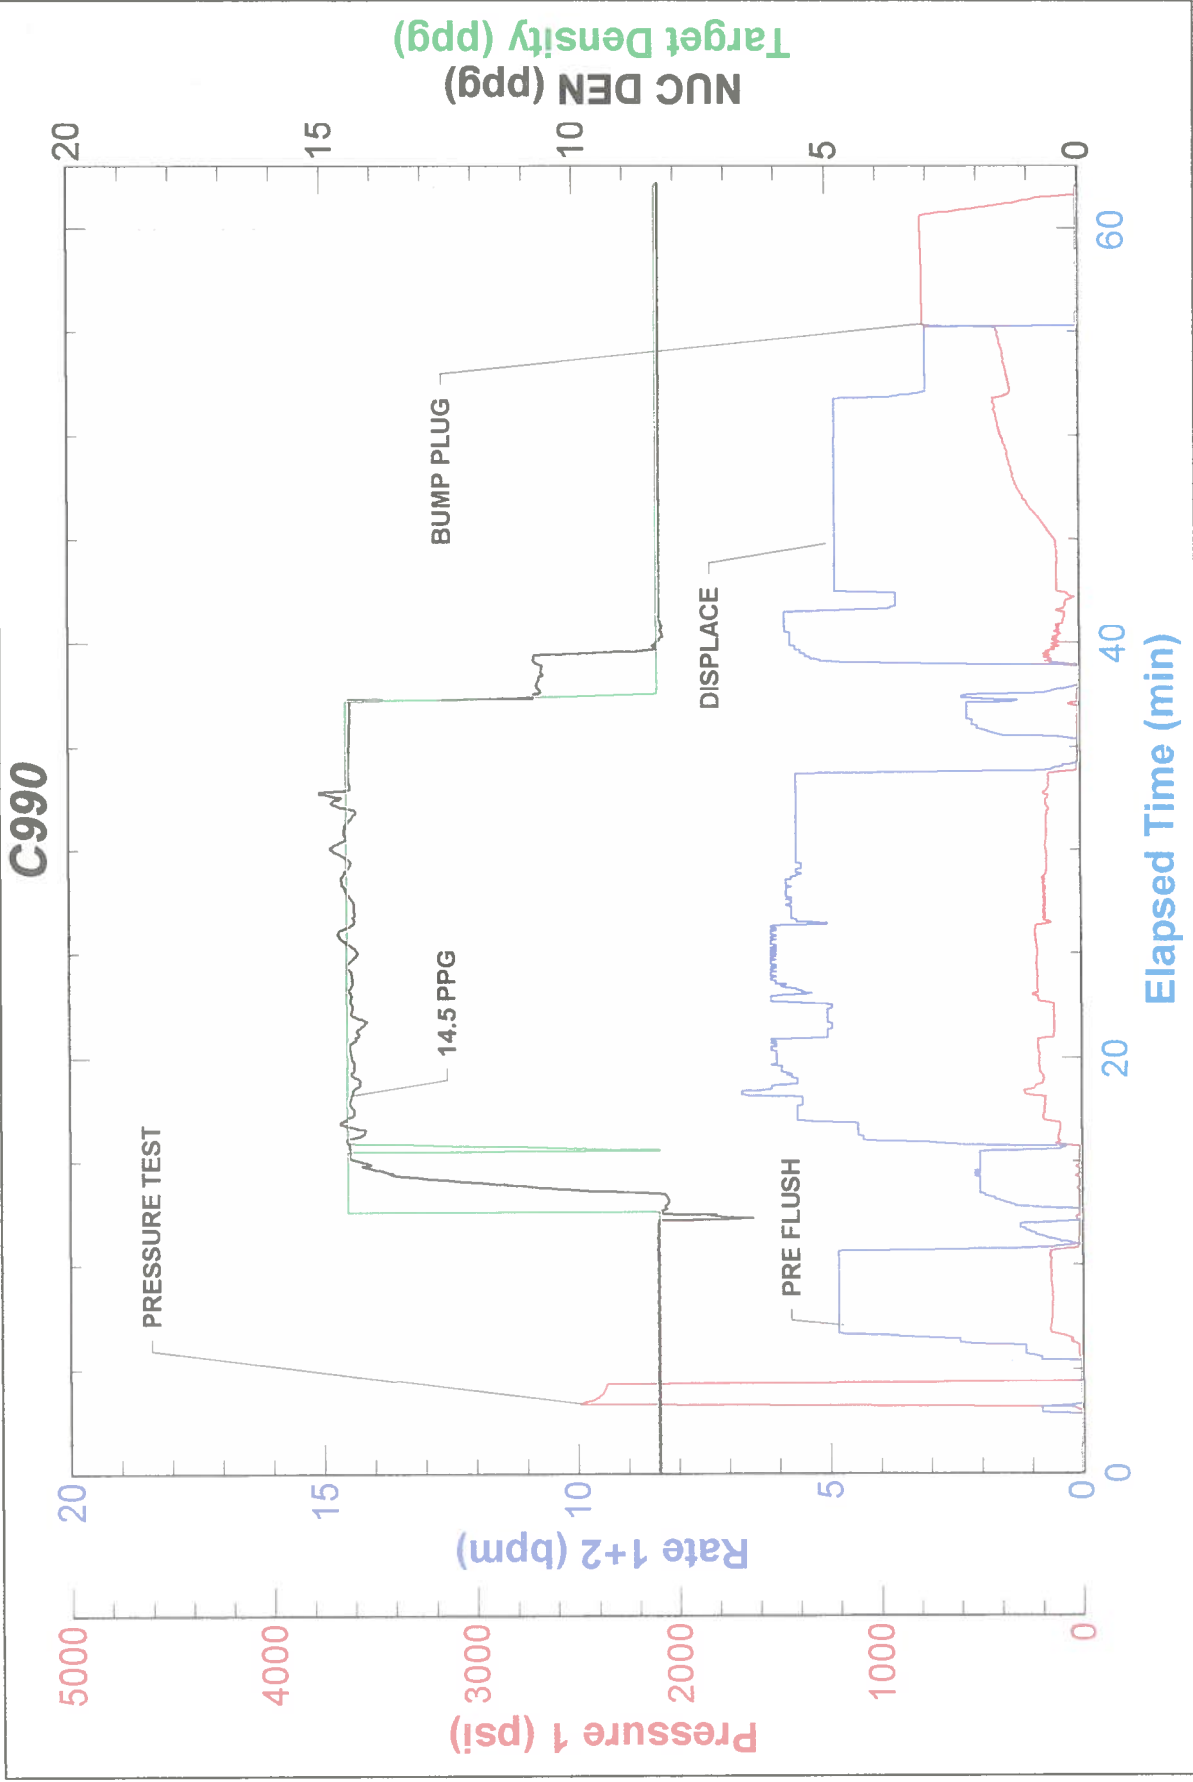 C990
Pressure 1 (psi)
5000
4000
3000
2000
1000
0
Rate 1+2 (bpm)
20
15
10
5
0
PRESSURE TEST
14.5 PPG
PRE FLUSH
BUMP PLUG
DISPLACE
20
15
10
5
0
NUC DEN (ppg)
Target Density (ppg)
0
20
40
60
Elapsed Time (min)